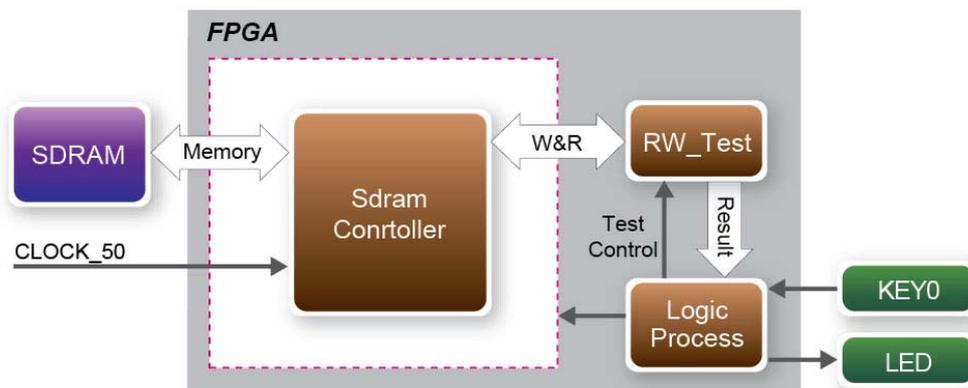 FPGA
SDRAM
Memory
Sdram
Conrtoller
W&R
RW_Test
CLOCK_50
Test
Control
Result
Logic
Process
KEY0
LED